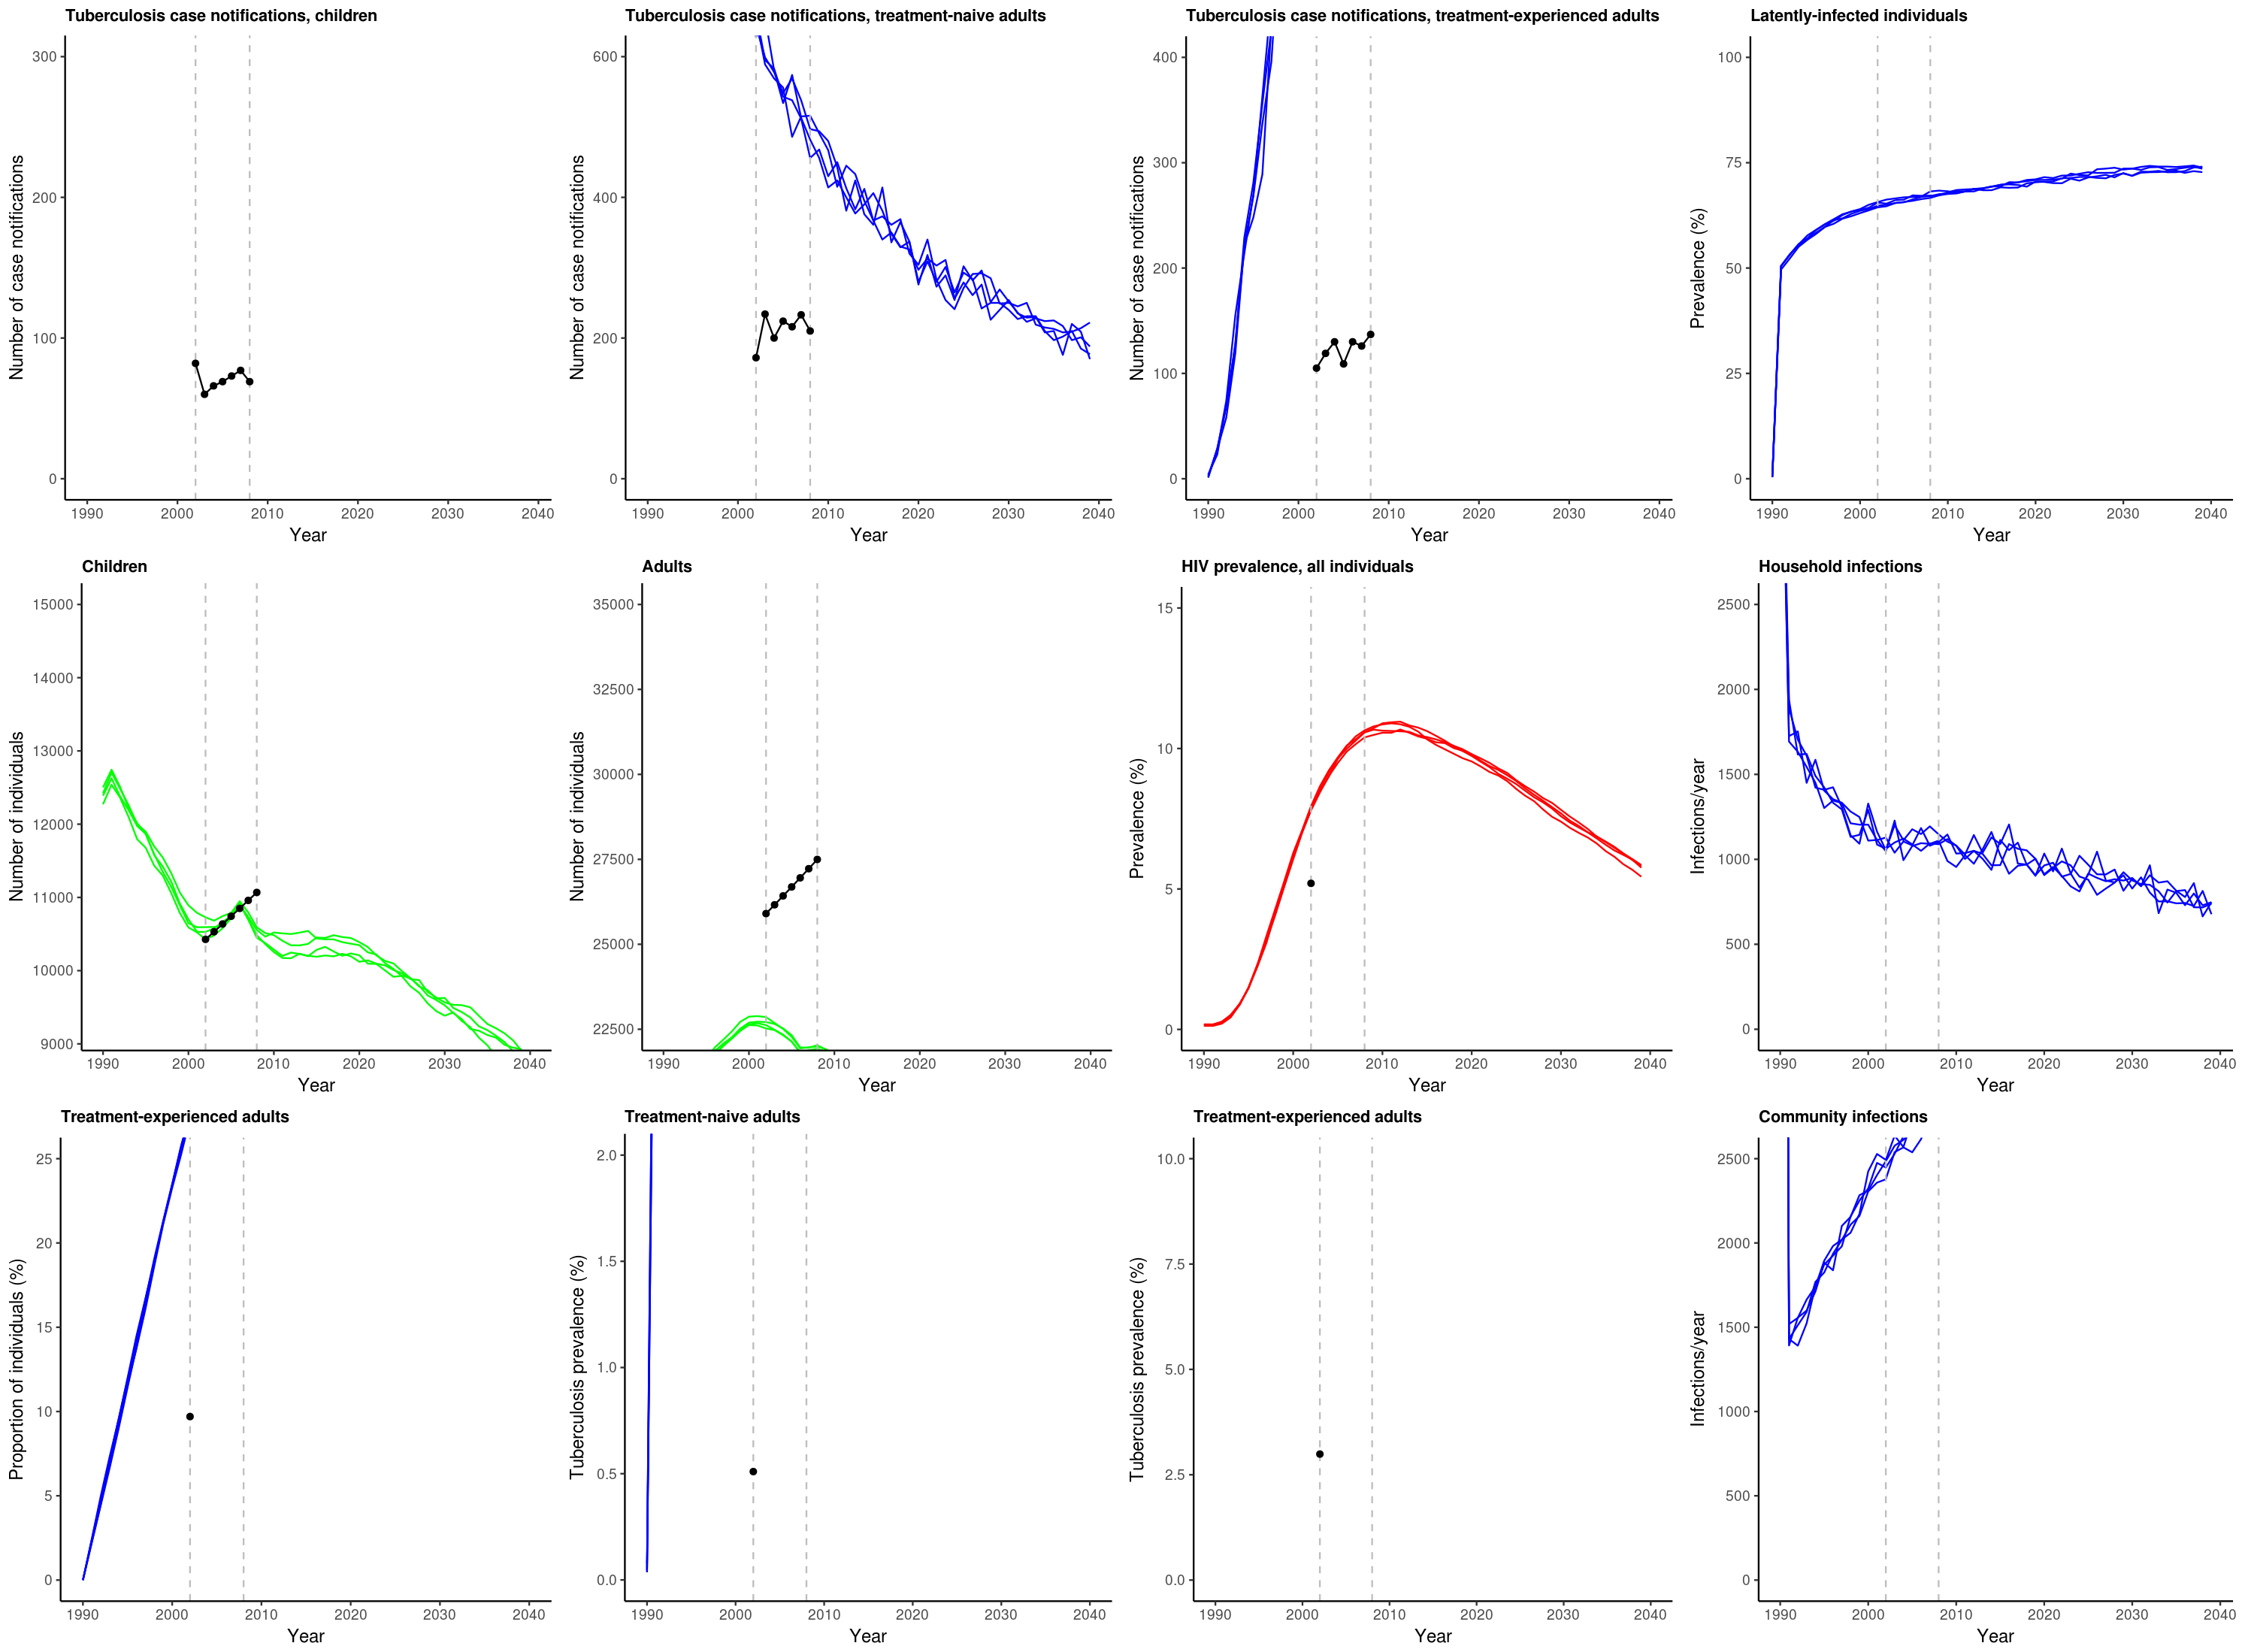 Tuberculosis case notifications, children
Number of case notifications
300
200
100
0
1990 2000 2010 2020 2030 2040
Year
Tuberculosis case notifications, treatment-naive adults
Number of case notifications
600
400
200
0
1990 2000 2010 2020 2030 2040
Year
Tuberculosis case notifications, treatment-experienced adults
Number of case notifications
400
300
200
100
0
1990 2000 2010 2020 2030 2040
Year
Latently-infected individuals
Prevalence (%)
100
75
50
25
0
1990 2000 2010 2020 2030 2040
Year
Children
Number of individuals
15000
14000
13000
12000
11000
10000
9000
1990 2000 2010 2020 2030 2040
Year
Adults
Number of individuals
35000
32500
30000
27500
25000
22500
1990 2000 2010 2020 2030 2040
Year
HIV prevalence, all individuals
Prevalence (%)
15
10
5
0
1990 2000 2010 2020 2030 2040
Year
Household infections
Infections/year
2500
2000
1500
1000
500
0
1990 2000 2010 2020 2030 2040
Year
Treatment-experienced adults
Proportion of individuals (%)
25
20
15
10
5
0
1990 2000 2010 2020 2030 2040
Year
Treatment-naive adults
Tuberculosis prevalence (%)
2.0
1.5
1.0
0.5
0.0
1990 2000 2010 2020 2030 2040
Year
Treatment-experienced adults
Tuberculosis prevalence (%)
10.0
7.5
5.0
2.5
0.0
1990 2000 2010 2020 2030 2040
Year
Community infections
Infections/year
2500
2000
1500
1000
500
0
1990 2000 2010 2020 2030 2040
Year